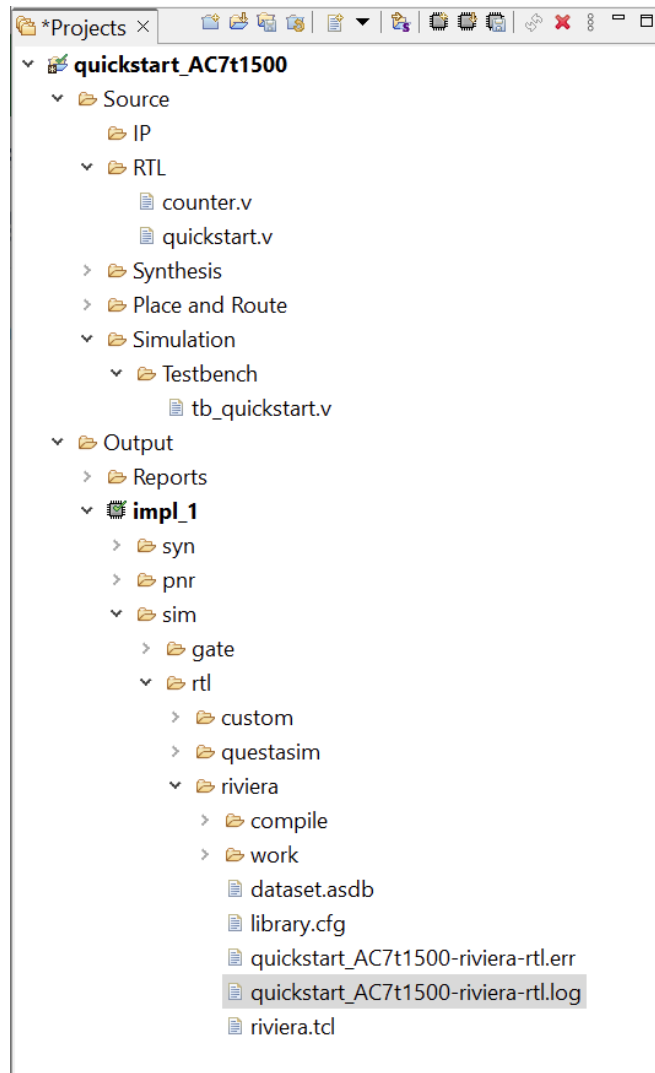 *Projects
quickstart_AC7t1500
Source
IP
RTL
counter.v
quickstart.v
Synthesis
Place and Route
Simulation
Testbench
tb_quickstart.v
Output
Reports
impl_1
syn
pnr
sim
gate
rtl
custom
questasim
riviera
compile
work
dataset.asdb
library.cfg
quickstart_AC7t1500-riviera-rtl.err
quickstart_AC7t1500-riviera-rtl.log
riviera.tcl